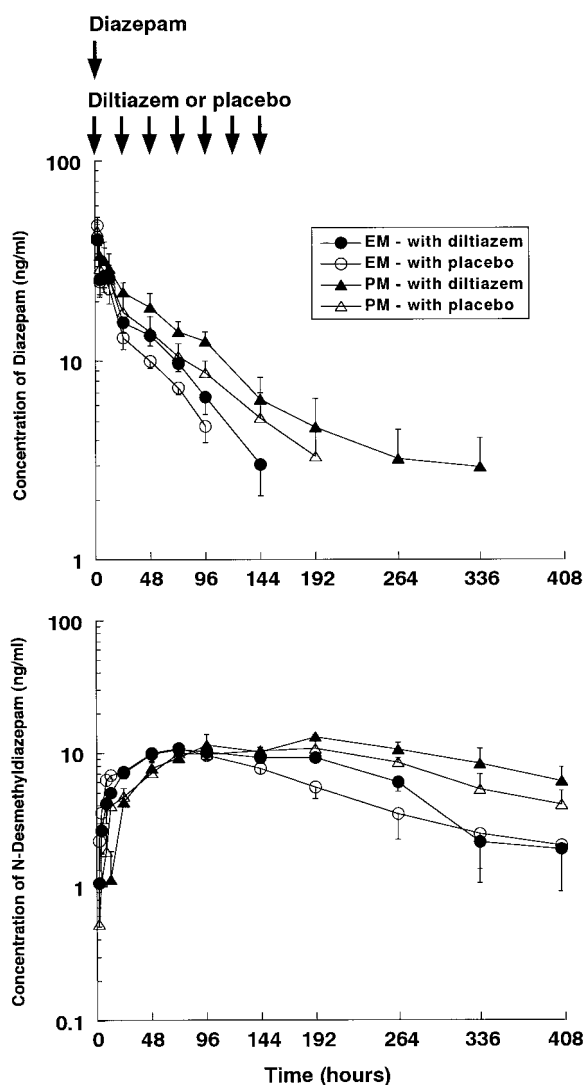 Diazepam
Diltiazem or placebo
100
10
1
Concentration of Diazepam (ng/ml)
EM - with diltiazem
EM - with placebo
PM - with diltiazem
PM - with placebo
0 48 96 144 192 264 336 408
100
10
1
0.1
Concentration of N-Desmethyldiazepam (ng/ml)
0 48 96 144 192 264 336 408
Time (hours)